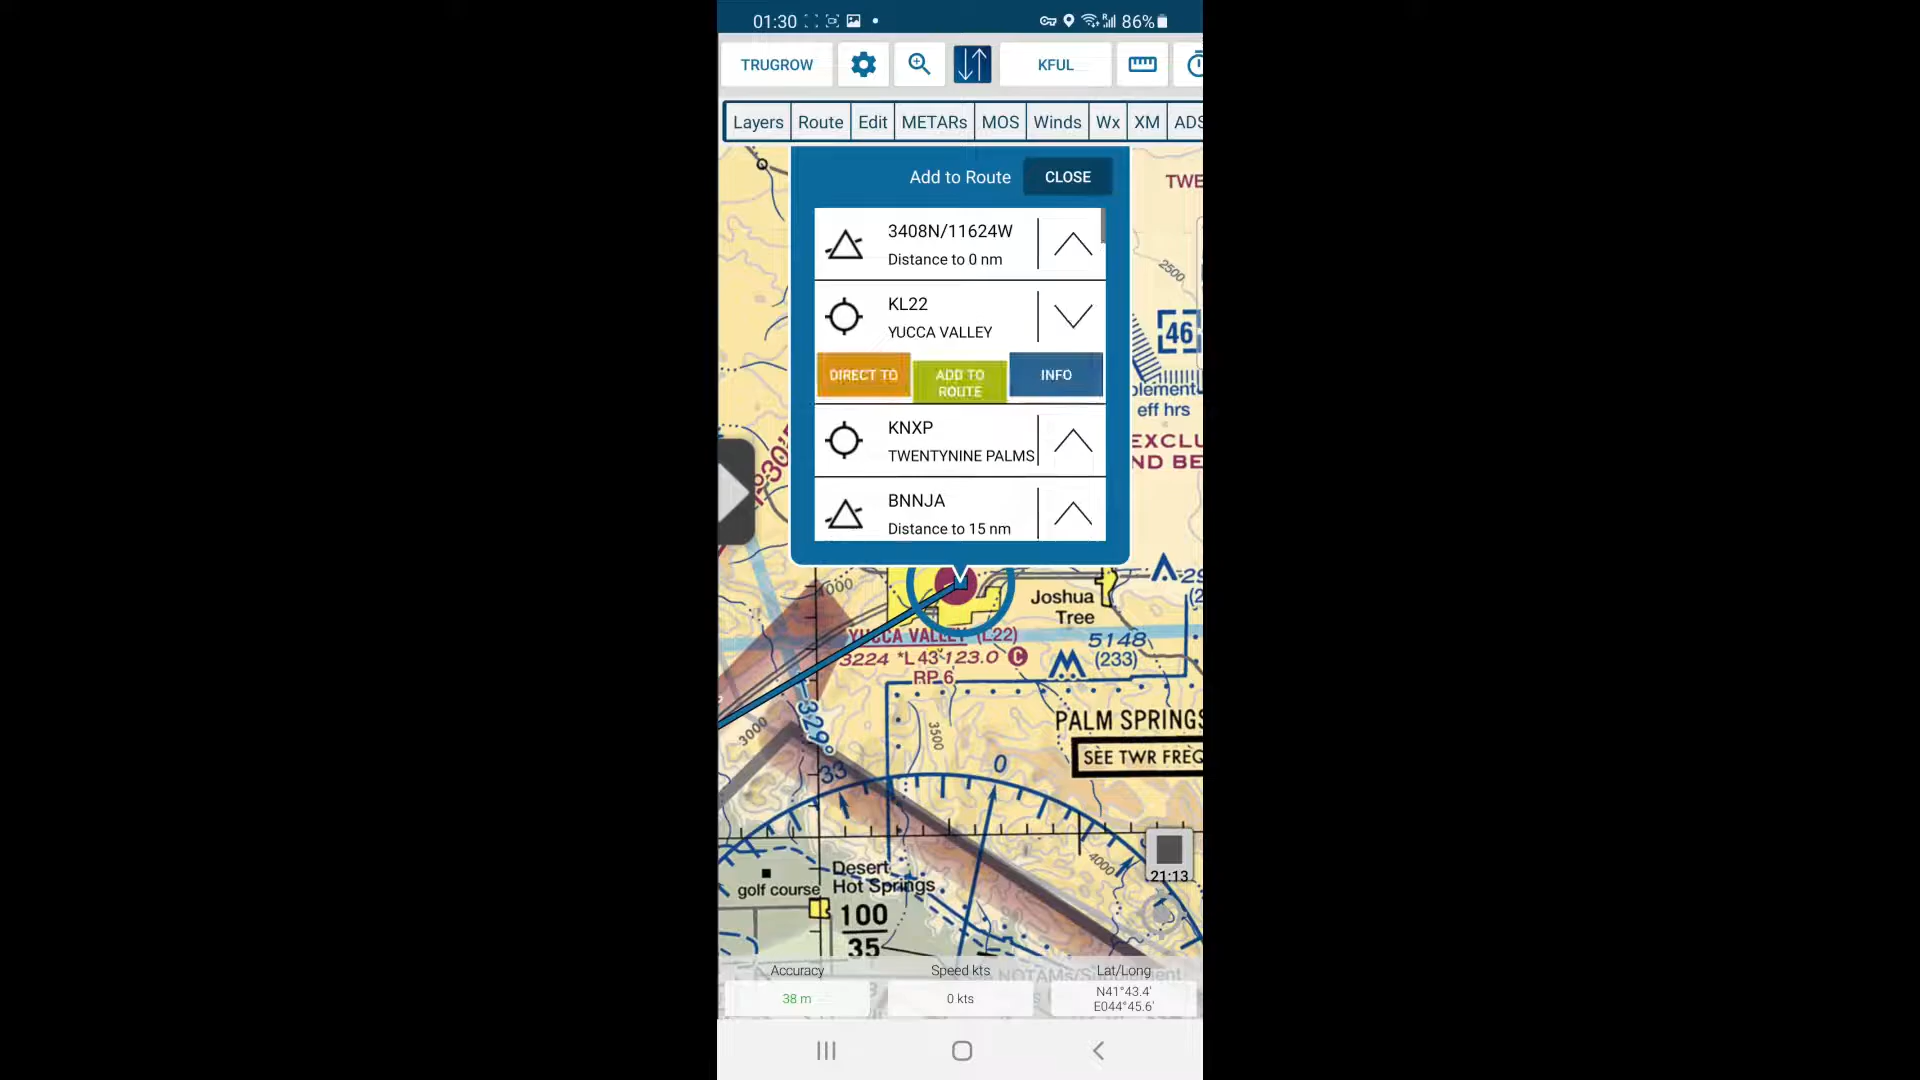 01:30
86%
TRUGROW
KFUL
Layers
Route
Edit
METARs
MOS
Winds
Wx
XM
ADS
Add to Route
CLOSE
3408N/11624W
Distance to 0 nm
KL22
YUCCA VALLEY
DIRECT TO
ADD TO
ROUTE
INFO
KNXP
TWENTYNINE PALMS
BNNJA
Distance to 15 nm
TWE
2500
46
eff hrs
EXCLU
ND BE
4000
Joshua
Tree
YUCCA VALLEY (L22)
3224 *L 43 123.0 C
RP 6
5148
(233)
329°
3000
3500
PALM SPRINGS
SEE TWR FREQ
33
0
4000
Desert
Hot Springs
golf course
100
35
21:13
Accuracy
Speed kts
Lat/Long
NOTAMs/Supplement
38 m
0 kts
N41°43.4'
E044°45.6'